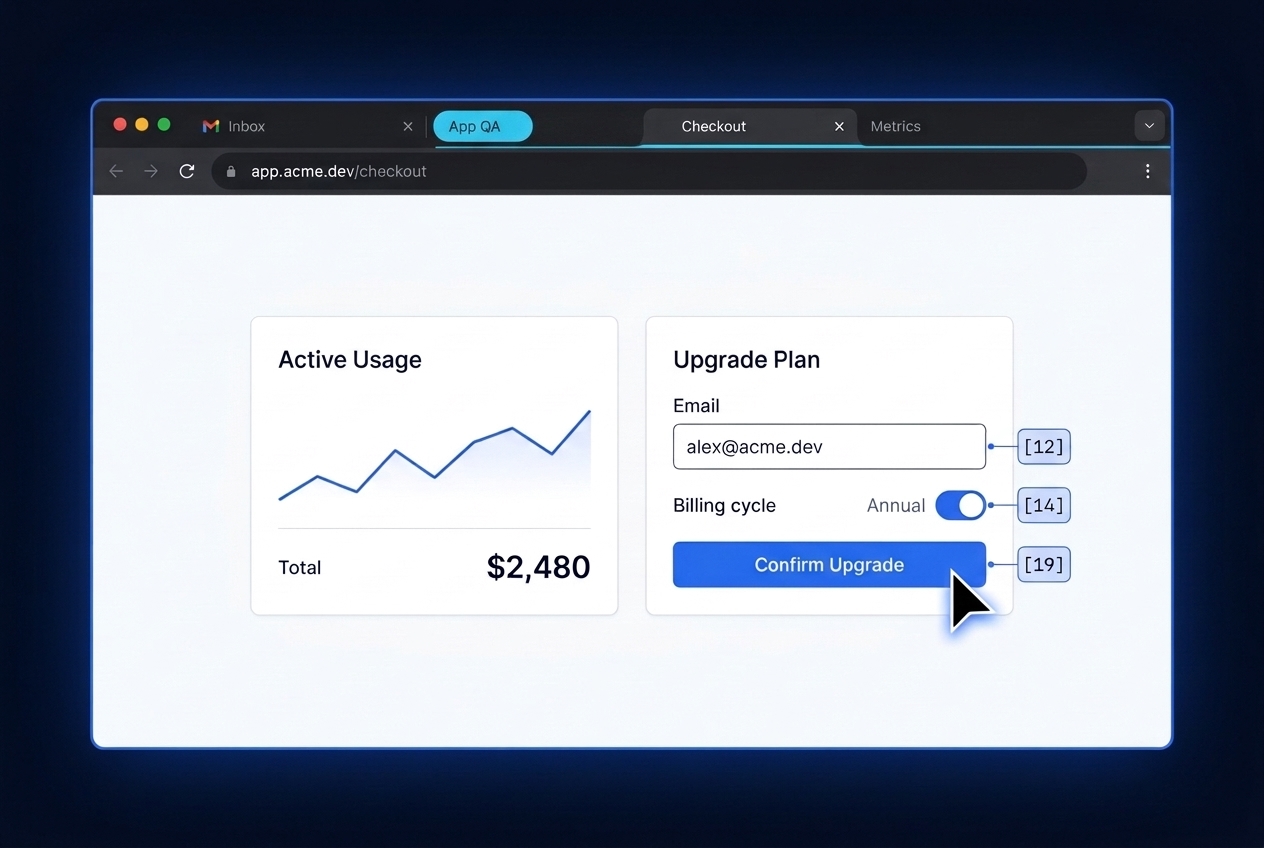 Inbox App QA Checkout Metrics
app.acme.dev/checkout
Active Usage
Total $2,480
Upgrade Plan
Email
alex@acme.dev [12]
Billing cycle Annual [14]
Confirm Upgrade [19]